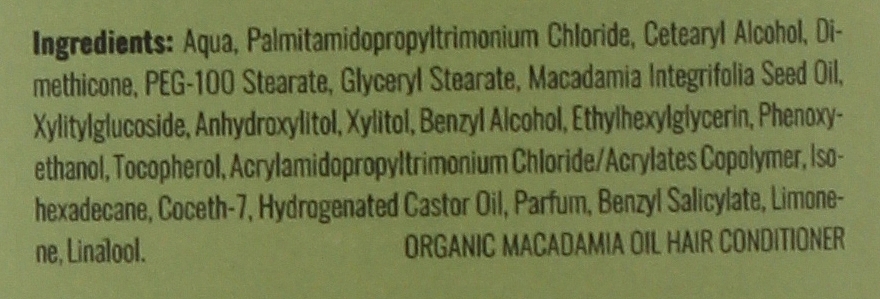 Ingredients: Aqua, Palmitamidopropyltrimonium Chloride, Cetearyl Alcohol, Di-
methicone, PEG-100 Stearate, Glyceryl Stearate, Macadamia Integrifolia Seed Oil,
Xylitylglucoside, Anhydroxylitol, Xylitol, Benzyl Alcohol, Ethylhexylglycerin, Phenoxy-
ethanol, Tocopherol, Acrylamidopropyltrimonium Chloride/Acrylates Copolymer, Iso-
hexadecane, Coceth-7, Hydrogenated Castor Oil, Parfum, Benzyl Salicylate, Limone-
ne, Linalool. ORGANIC MACADAMIA OIL HAIR CONDITIONER